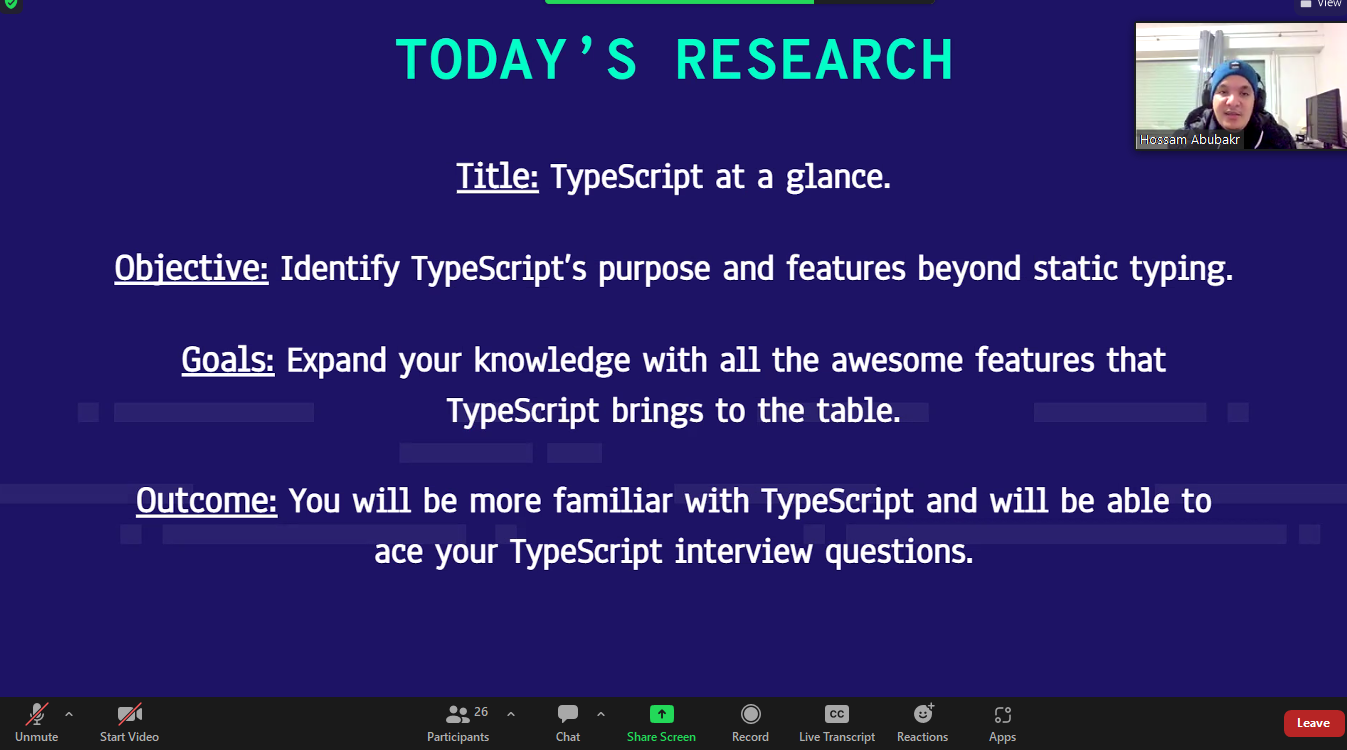 View
TODAY’S RESEARCH
Hossam Abubakr
Title: TypeScript at a glance.
Objective: Identify TypeScript’s purpose and features beyond static typing.
Goals: Expand your knowledge with all the awesome features that
TypeScript brings to the table.
Outcome: You will be more familiar with TypeScript and will be able to
ace your TypeScript interview questions.
26
CC
Unmute
Start Video
Participants
Chat
Share Screen
Record
Live Transcript
Reactions
Apps
Leave